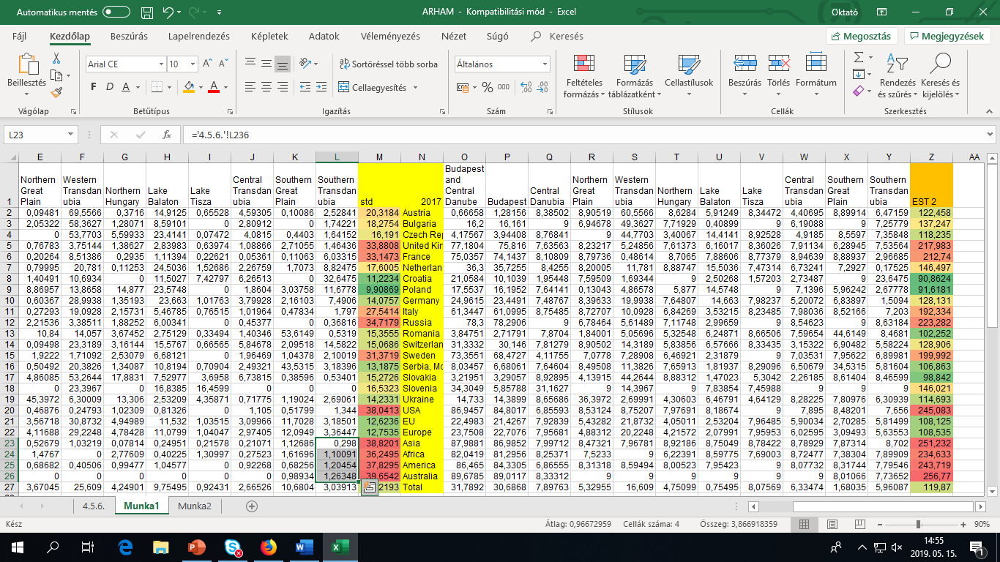 Automatikus mentés
ARHAM - Kompatibilitási mód - Excel
Oktató
Fájl Kezdőlap Beszúrás Lapelrendezés Képletek Adatok Véleményezés Nézet Súgó Keresés Megosztás Megjegyzések
Beillesztés
Arial CE 10
F D A
Sortöréssel több sorba
Cellaegyesítés
Általános
% 000
Feltételes formázás
Formázás táblázatként
Cellastílusok
Beszúrás Törlés Formátum
Rendezés és szűrés
Keresés és kijelölés
Vágólap Betűtípus Igazítás Szám Stílusok Cellák Szerkesztés
L23 fx ='4.5.6.'!L236
E F G H I J K L M N O P Q R S T U V W X Y Z AA
1 Northern Great Plain Western Transdan ubia Northern Hungary Lake Balaton Lake Tisza Central Transdan ubia Southern Great Plain Southern Transdan ubia std 2017 Budapest and Central Danube Budapest Central Danubia Northern Great Plain Western Transdan ubia Northern Hungary Lake Balaton Lake Tisza Central Transdan ubia Southern Great Plain Southern Transdan ubia EST 2
2 0,09481 69,5566 0,3716 14,9125 0,65528 4,59305 0,10086 2,52841 20,3184 Austria 0,66658 1,28156 8,38502 8,90519 60,5566 8,6284 5,91249 8,34472 4,40695 8,89914 6,47159 122,458
3 2,05322 58,3627 1,28071 8,59101 0 2,80912 0 1,74221 18,2754 Bulgaria 16,2 16,161 9 6,94678 49,3627 7,71929 0,40899 9 6,19088 9 7,25779 137,247
4 0 53,7703 5,59933 23,4141 0,07472 4,0815 0,4403 1,64152 16,191 Czech Rep 4,17567 3,94408 8,76841 9 44,7703 3,40067 14,4141 8,92528 4,9185 8,5597 7,35848 118,235
5 0,76783 3,75144 1,38627 2,83983 0,63974 1,08866 2,71055 1,46436 33,8808 United Kin 77,1804 75,816 7,63563 8,23217 5,24856 7,61373 6,16017 8,36026 7,91134 6,28945 7,53564 217,983
6 0,20264 8,51386 0,2935 1,11394 0,22621 0,05361 0,11063 6,03315 33,1473 France 75,0357 74,1437 8,10809 8,79736 0,48614 8,7065 7,88606 8,77379 8,94639 8,88937 2,96685 212,74
7 0,79995 20,781 0,11253 24,5036 1,52686 2,26759 1,7073 8,82475 17,6005 Netherlan 36,3 35,7255 8,4255 8,20005 11,781 8,88747 15,5036 7,47314 6,73241 7,2927 0,17525 146,497
8 1,40491 10,6934 0 11,5027 7,42797 6,26513 0 32,6475 11,2234 Croatia 21,0584 10,1039 1,95448 7,59509 1,69344 9 2,50268 1,57203 2,73487 9 23,6475 90,8624
9 8,86957 13,8658 14,877 23,5748 0 1,8604 3,03758 11,6778 9,90869 Poland 17,5537 16,1952 7,64141 0,13043 4,86578 5,877 14,5748 9 7,1396 5,96242 2,67778 91,6181
10 0,60367 28,9938 1,35193 23,663 1,01763 3,79928 2,16103 7,4906 14,0757 Germany 24,9615 23,4491 7,48767 8,39633 19,9938 7,64807 14,663 7,98237 5,20072 6,83897 1,5094 128,131
11 0,27293 19,0928 2,15731 5,46785 0,76515 1,01964 0,47834 1,797 27,5414 Italy 61,3447 61,0995 8,75485 8,72707 10,0928 6,84269 3,53215 8,23485 7,98036 8,52166 7,203 192,334
12 2,21536 3,38511 1,88252 6,00341 0 0,45377 0 0,36816 34,7179 Russia 78,3 78,2906 9 6,78464 5,61489 7,11748 2,99659 9 8,54623 9 8,63184 223,282
13 10,84 14,057 3,67452 2,75129 0,33494 1,40346 53,6149 0,5319 15,3555 Romania 3,84751 2,71791 7,8704 1,84001 5,05696 5,32548 6,24871 8,66506 7,59654 44,6149 8,4681 102,252
14 0,09498 23,3189 3,16144 15,5767 0,66565 5,84678 2,09518 14,5822 15,0686 Switzerlan 31,3332 30,146 7,81279 8,90502 14,3189 5,83856 6,57666 8,33435 3,15322 6,90482 5,58224 128,906
15 1,9222 1,71092 2,53079 6,68121 0 1,96469 1,04378 2,10019 31,3719 Sweden 73,3551 68,4727 4,11755 7,0778 7,28908 6,46921 2,31879 9 7,03531 7,95622 6,89981 199,992
16 0,50492 20,3826 1,34087 10,8194 0,70904 2,49321 43,5315 3,18396 13,1875 Serbia, Mo 8,03457 6,68061 7,64604 8,49508 11,3826 7,65913 1,81937 8,29096 6,50679 34,5315 5,81604 106,863
17 4,86085 53,2644 17,8831 7,52977 3,6958 6,73815 0,38596 0,53401 15,2726 Slovakia 3,21951 3,29057 8,92895 4,13915 44,2644 8,88312 1,47023 5,3042 2,26185 8,61404 8,46599 98,842
18 0 23,3967 0 16,8385 16,4599 0 0 0 16,5323 Slovenia 34,3049 5,85788 31,1627 9 14,3967 9 7,83854 7,45988 9 9 9 146,021
19 45,3972 6,30009 13,306 2,53209 4,35871 0,71775 1,19024 2,69061 14,2331 Ukraine 14,733 14,3899 8,65686 36,3972 2,69991 4,30603 6,46791 4,64129 8,28225 7,80976 6,30939 114,693
20 0,46876 0,24793 1,02309 0,81326 0 1,105 0,51799 1,344 38,0413 USA 86,9457 84,8017 6,85593 8,53124 8,75207 7,97691 8,18674 9 7,895 8,48201 7,656 245,083
21 3,56718 30,8732 4,94989 11,532 1,03515 3,09966 11,7028 3,18501 12,6236 EU 22,4983 21,4267 7,92839 5,43282 21,8732 4,05011 2,53204 7,96485 5,90034 2,70285 5,81499 108,125
22 4,11688 29,2248 4,78428 11,0799 1,04047 2,97405 12,0949 3,36447 12,7535 Europe 23,7508 22,7076 7,95681 4,88312 20,2248 4,21572 2,07991 7,95953 6,02595 3,09493 5,63553 108,535
23 0,52679 1,03219 0,07814 0,24951 0,21578 0,21071 1,12686 0,298 38,8201 Asia 87,9881 86,9852 7,99712 8,47321 7,96781 8,92186 8,75049 8,78422 8,78929 7,87314 8,702 251,232
24 1,4767 0 2,77609 0,40225 1,30997 0,27523 1,61696 1,10091 36,2495 Africa 82,0419 81,2956 8,25371 7,5233 9 6,22391 8,59775 7,69003 8,72477 7,38304 7,89909 234,633
25 0,68682 0,40506 0,99477 1,04577 0 0,92268 0,68256 1,20454 37,8295 America 86,465 84,3305 6,86555 8,31318 8,59494 8,00523 7,95423 9 8,07732 8,31744 7,79546 243,719
26 0 0 0 0 0 0 0,98934 1,26348 39,6542 Australia 89,6785 89,0117 8,33312 9 9 9 9 9 9 8,01066 7,73652 256,77
27 3,67045 25,609 4,24901 9,75495 0,92431 2,66526 10,6804 3,03913 2193 Total 31,7892 30,6868 7,89763 5,32955 16,609 4,75099 0,75495 8,07569 6,33474 1,68035 5,96087 119,87
4.5.6. Munka1 Munka2
Kész Átlag: 0,96672959 Cellák száma: 4 Összeg: 3,866918359 90%
14:55
2019. 05. 15.
1